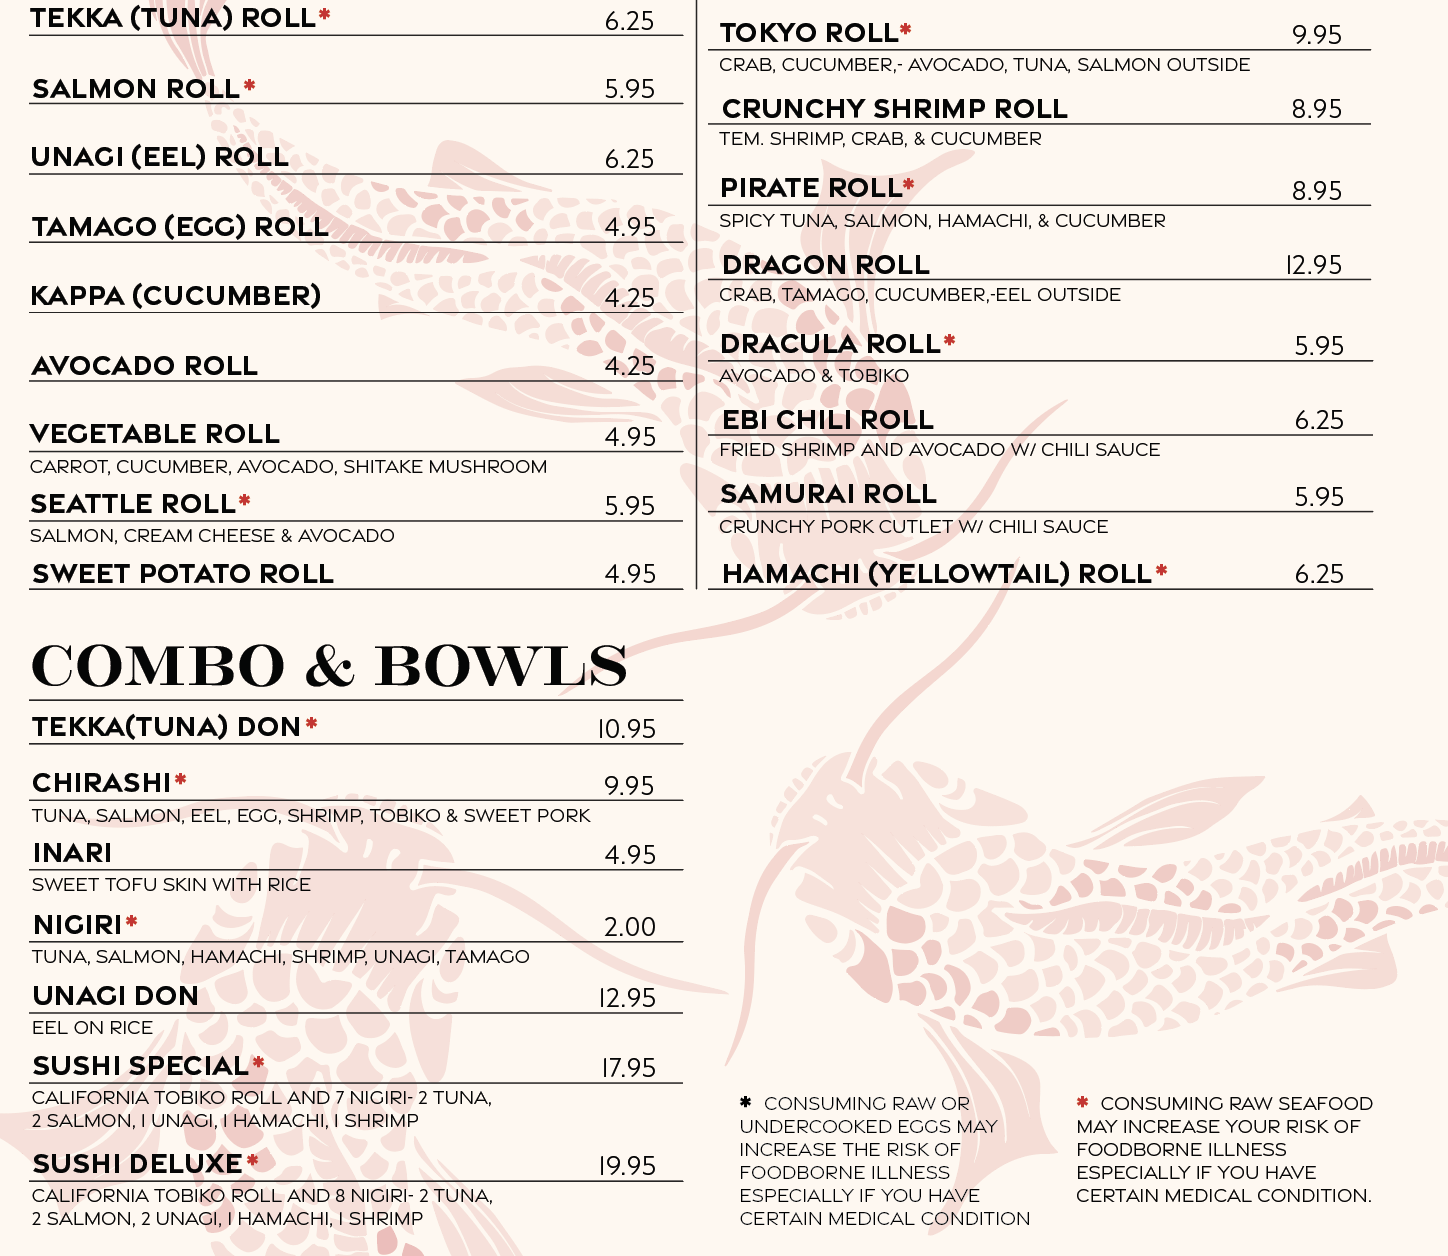 TEKKA (TUNA) ROLL* 6.25
SALMON ROLL* 5.95
UNAGI (EEL) ROLL 6.25
TAMAGO (EGG) ROLL 4.95
KAPPA (CUCUMBER) 4.25
AVOCADO ROLL 4.25
VEGETABLE ROLL 4.95
CARROT, CUCUMBER, AVOCADO, SHITAKE MUSHROOM
SEATTLE ROLL* 5.95
SALMON, CREAM CHEESE & AVOCADO
SWEET POTATO ROLL 4.95
TOKYO ROLL* 9.95
CRAB, CUCUMBER,- AVOCADO, TUNA, SALMON OUTSIDE
CRUNCHY SHRIMP ROLL 8.95
TEM. SHRIMP, CRAB, & CUCUMBER
PIRATE ROLL* 8.95
SPICY TUNA, SALMON, HAMACHI, & CUCUMBER
DRAGON ROLL 12.95
CRAB, TAMAGO, CUCUMBER,-EEL OUTSIDE
DRACULA ROLL* 5.95
AVOCADO & TOBIKO
EBI CHILI ROLL 6.25
FRIED SHRIMP AND AVOCADO W/ CHILI SAUCE
SAMURAI ROLL 5.95
CRUNCHY PORK CUTLET W/ CHILI SAUCE
HAMACHI (YELLOWTAIL) ROLL* 6.25
COMBO & BOWLS
TEKKA(TUNA) DON* 10.95
CHIRASHI* 9.95
TUNA, SALMON, EEL, EGG, SHRIMP, TOBIKO & SWEET PORK
INARI 4.95
SWEET TOFU SKIN WITH RICE
NIGIRI* 2.00
TUNA, SALMON, HAMACHI, SHRIMP, UNAGI, TAMAGO
UNAGI DON 12.95
EEL ON RICE
SUSHI SPECIAL* 17.95
CALIFORNIA TOBIKO ROLL AND 7 NIGIRI- 2 TUNA,
2 SALMON, 1 UNAGI, 1 HAMACHI, 1 SHRIMP
SUSHI DELUXE* 19.95
CALIFORNIA TOBIKO ROLL AND 8 NIGIRI- 2 TUNA,
2 SALMON, 2 UNAGI, 1 HAMACHI, 1 SHRIMP
* CONSUMING RAW OR
UNDERCOOKED EGGS MAY
INCREASE THE RISK OF
FOODBORNE ILLNESS
ESPECIALLY IF YOU HAVE
CERTAIN MEDICAL CONDITION
* CONSUMING RAW SEAFOOD
MAY INCREASE YOUR RISK OF
FOODBORNE ILLNESS
ESPECIALLY IF YOU HAVE
CERTAIN MEDICAL CONDITION.